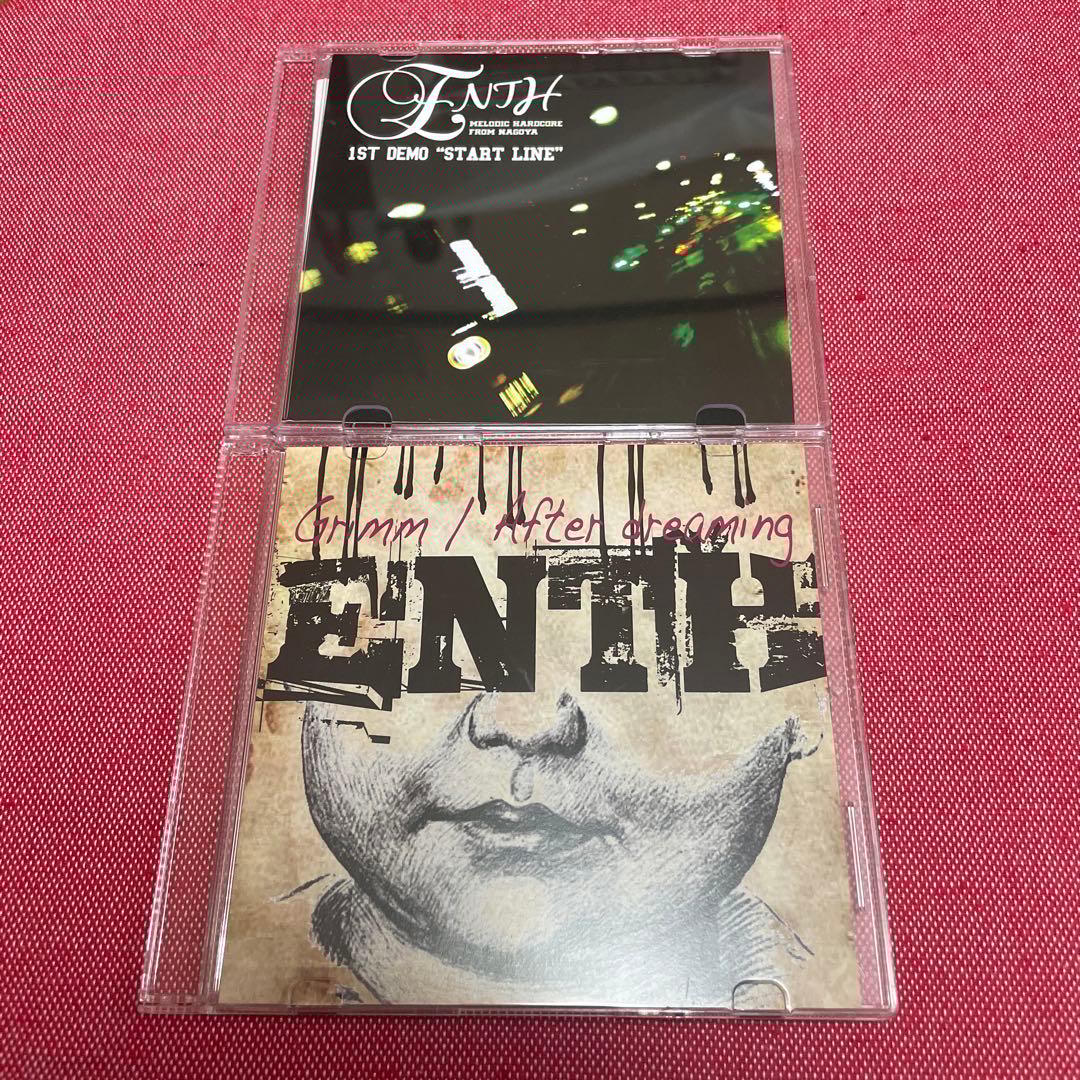 ENTH
MELODIC HARDCORE
FROM NAGOYA
1ST DEMO "START LINE"
Grimm / After dreaming
ENTH